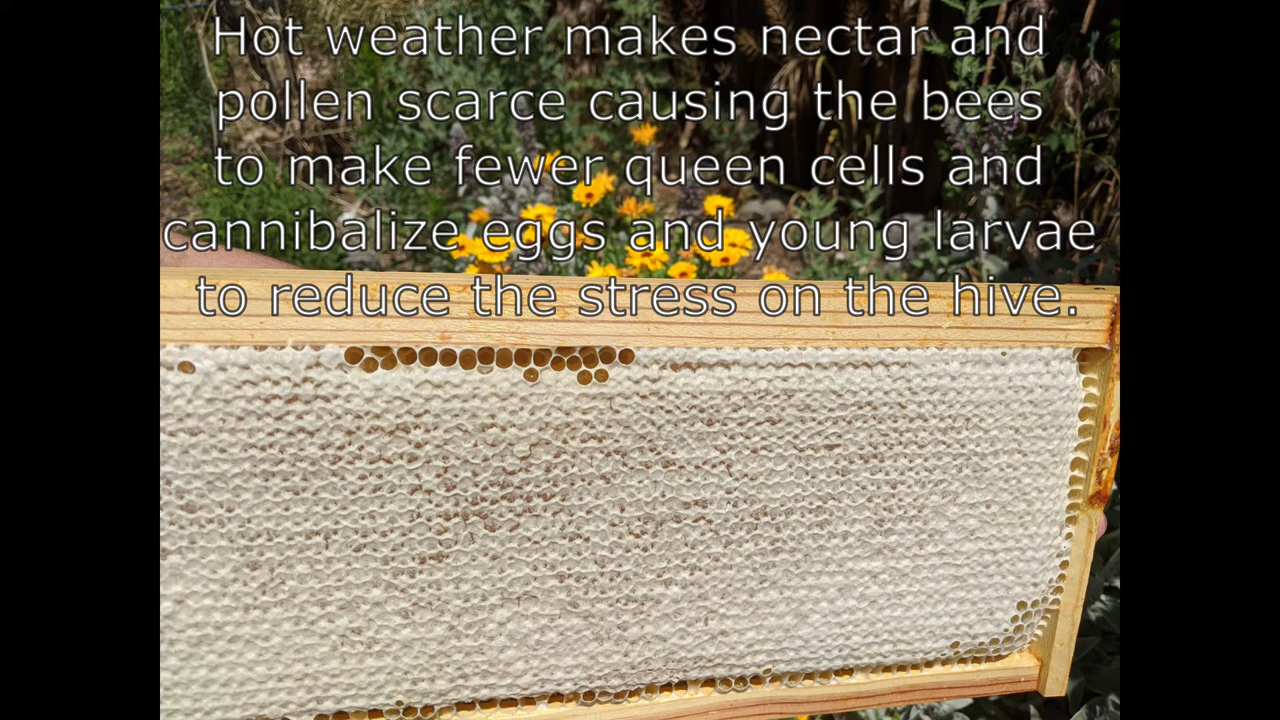 Hot weather makes nectar and
pollen scarce causing the bees
to make fewer queen cells and
cannibalize eggs and young larvae
to reduce the stress on the hive.